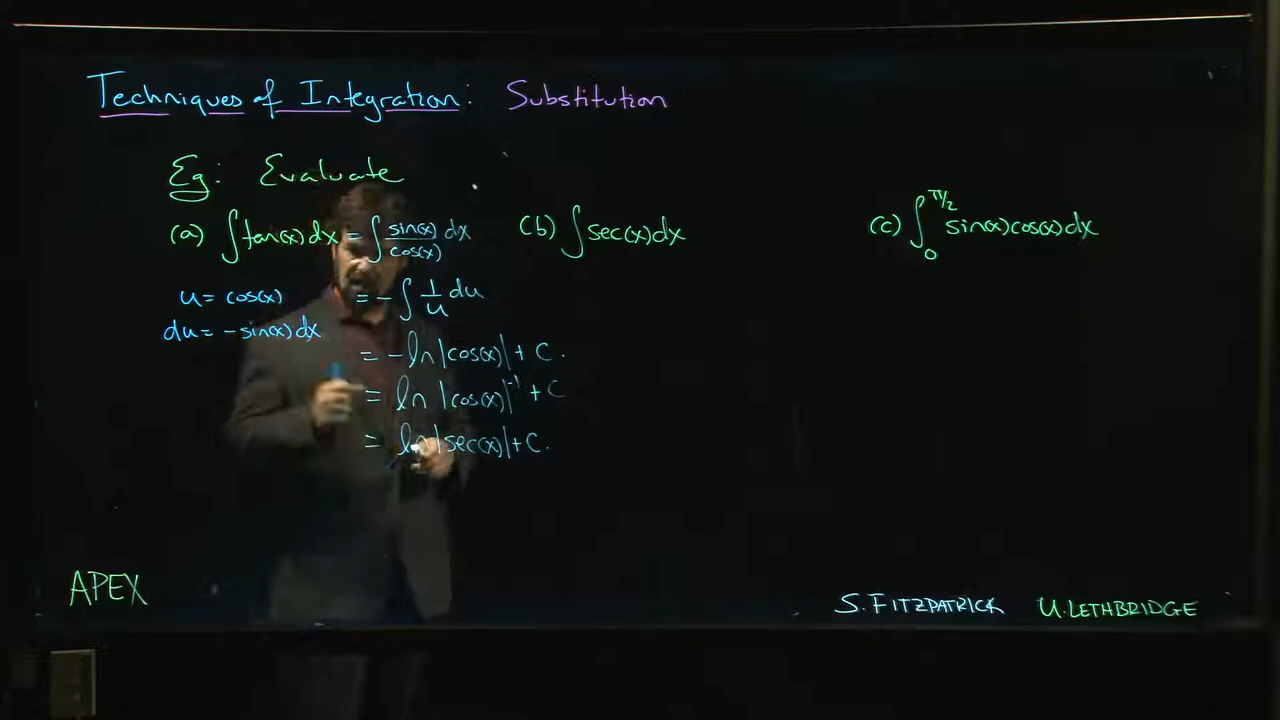 Techniques of Integration: Substitution
Eg: Evaluate
(a) ∫tan(x)dx = ∫ sin(x)/cos(x) dx
u = cos(x)
du = -sin(x)dx
= -∫ 1/u du
= -ln|cos(x)| + C.
= ln |cos(x)|⁻¹ + C
= ln|sec(x)| + C.
(b) ∫sec(x)dx
(c) ∫₀^{π/2} sin(x)cos(x)dx
APEX
S. FITZPATRICK U. LETHBRIDGE